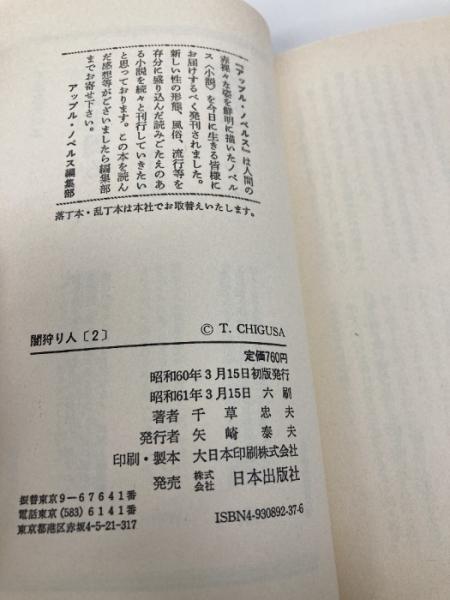 『アップル・ノベルス』は人間の
赤裸々な姿を鮮明に描いたノベル
ス〈小説〉を今日に生きる皆様に
お届けするべく発刊されました。
新しい性の形態、風俗、流行等を
存分に盛り込んだ読みごたえのあ
る小説を続々と刊行していきたい
と思っております。この本を読ん
だ感想等がございましたら編集部
までお寄せ下さい。
アップル・ノベルス編集部
落丁本・乱丁本は本社でお取替えいたします。
闇狩り人〔2〕
© T. CHIGUSA
定価760円
昭和60年3月15日初版発行
昭和61年3月15日 六刷
著者 千草忠夫
発行者 矢崎泰夫
印刷・製本 大日本印刷株式会社
発売 株式会社 日本出版社
振替東京9-67641番
電話東京(583)6141番
東京都港区赤坂4-5-21-317
ISBN4-930892-37-6